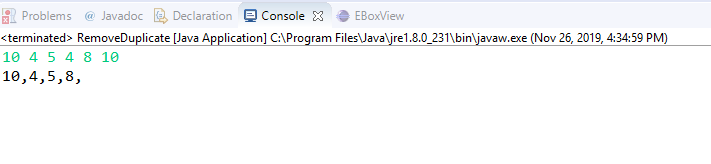 Problems @ Javadoc Declaration Console EBoxView
<terminated> RemoveDuplicate [Java Application] C:\Program Files\Java\jre1.8.0_231\bin\javaw.exe (Nov 26, 2019, 4:34:59 PM)
10 4 5 4 8 10
10,4,5,8,